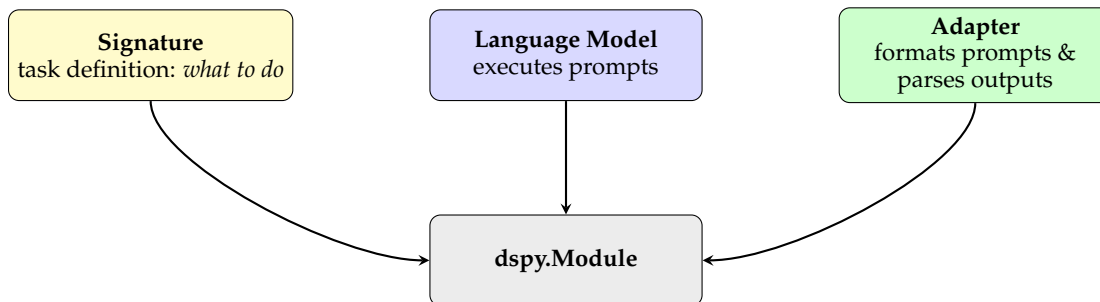 Signature
task definition: what to do
Language Model
executes prompts
Adapter
formats prompts &
parses outputs
dspy.Module